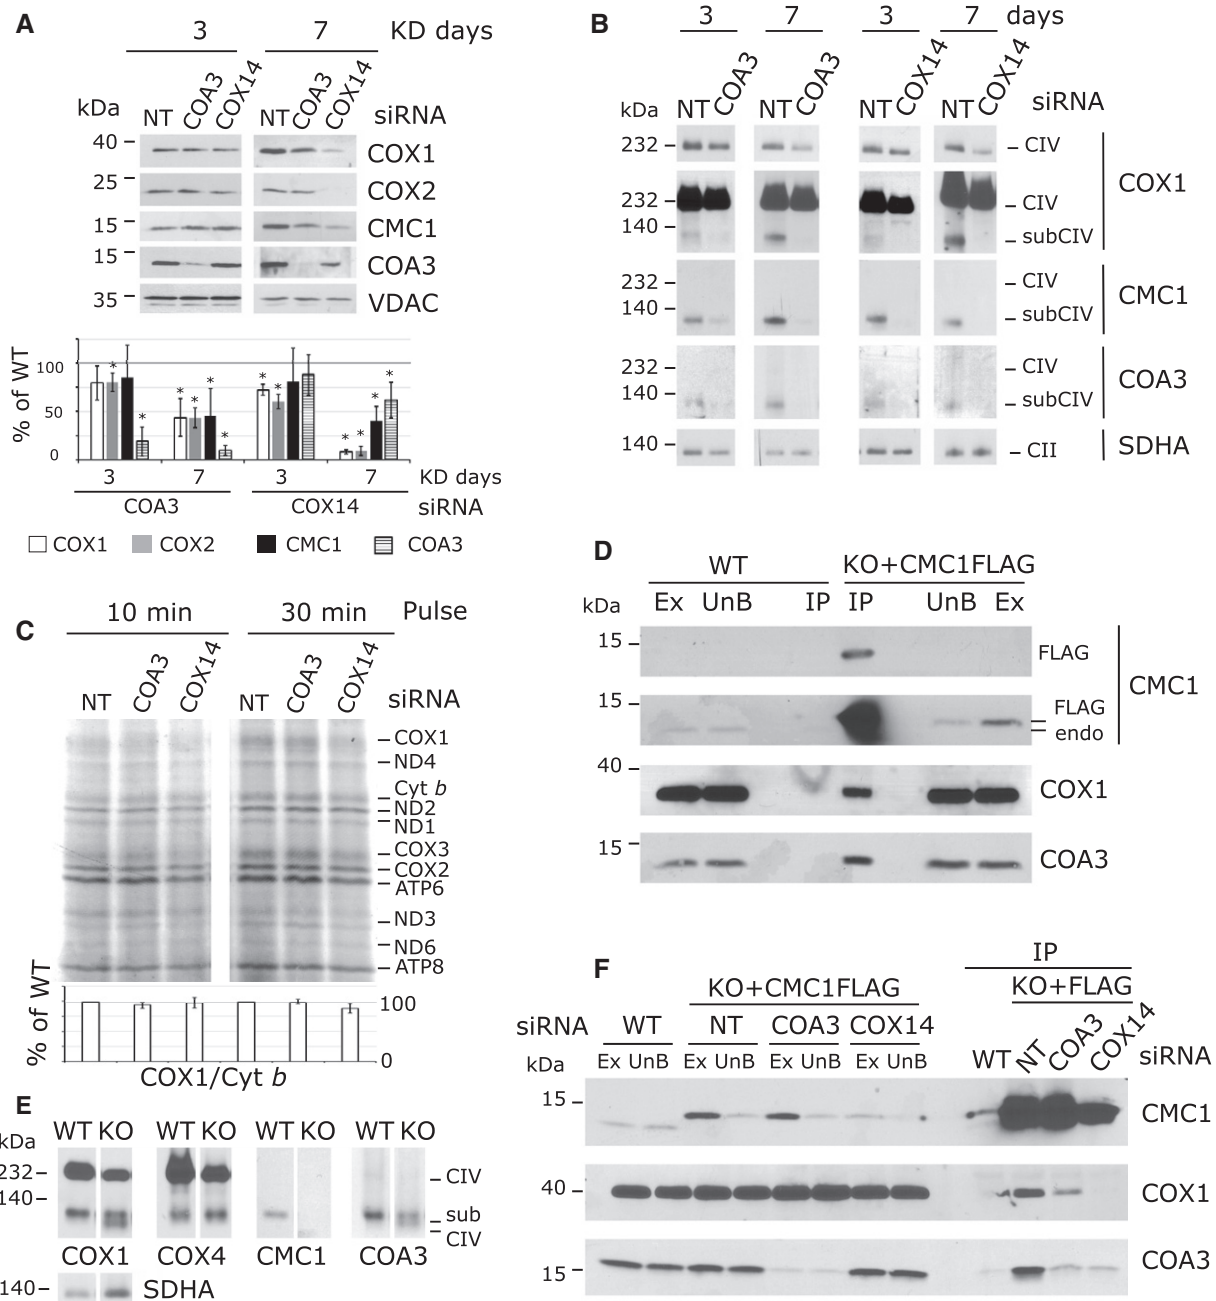 A
3 7 KD days
kDa NT COA3 COX14 NT COA3 COX14 siRNA
40 COX1
25 COX2
15 CMC1
15 COA3
35 VDAC
% of WT
100
50
0
3 7 3 7 KD days
COA3 COX14 siRNA
COX1 COX2 CMC1 COA3
B
3 7 3 7 days
kDa NT COA3 NT COA3 NT COX14 NT COX14 siRNA
232 CIV
232 CIV COX1
140 subCIV
232 CIV
140 subCIV CMC1
232 CIV
140 subCIV COA3
140 CII SDHA
C
10 min 30 min Pulse
NT COA3 COX14 NT COA3 COX14 siRNA
COX1
ND4
Cyt b
ND2
ND1
COX3
COX2
ATP6
ND3
ND6
ATP8
% of WT
100
0
COX1/Cyt b
D
WT KO+CMC1FLAG
kDa Ex UnB IP IP UnB Ex
15 FLAG
15 FLAG CMC1
endo
40 COX1
15 COA3
E
WT KO WT KO WT KO WT KO
kDa
232 CIV
140 sub
CIV
COX1 COX4 CMC1 COA3
140 SDHA
F
IP
KO+CMC1FLAG KO+FLAG
siRNA WT NT COA3 COX14 WT NT COA3 COX14 siRNA
kDa Ex UnB Ex UnB Ex UnB Ex UnB
15 CMC1
40 COX1
15 COA3